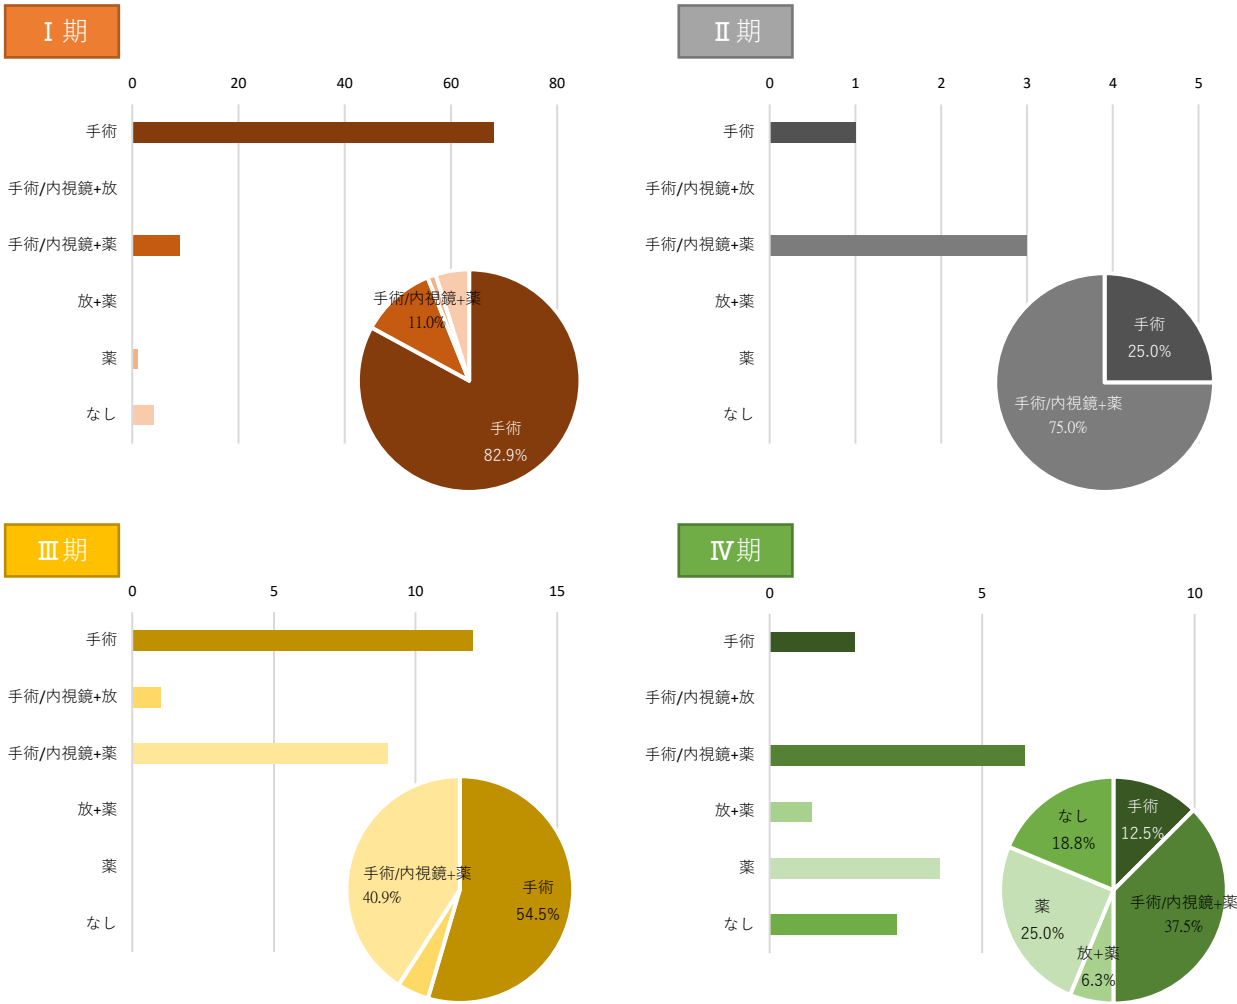 Ⅰ 期
0 20 40 60 80
手術
手術/内視鏡+放
手術/内視鏡+薬
放+薬
薬
なし
手術/内視鏡+薬
11.0%
手術
82.9%
Ⅱ 期
0 1 2 3 4 5
手術
手術/内視鏡+放
手術/内視鏡+薬
放+薬
薬
なし
手術
25.0%
手術/内視鏡+薬
75.0%
Ⅲ 期
0 5 10 15
手術
手術/内視鏡+放
手術/内視鏡+薬
放+薬
薬
なし
手術/内視鏡+薬
40.9%
手術
54.5%
Ⅳ 期
0 5 10
手術
手術/内視鏡+放
手術/内視鏡+薬
放+薬
薬
なし
手術
12.5%
なし
18.8%
手術/内視鏡+薬
37.5%
薬
25.0%
放+薬
6.3%